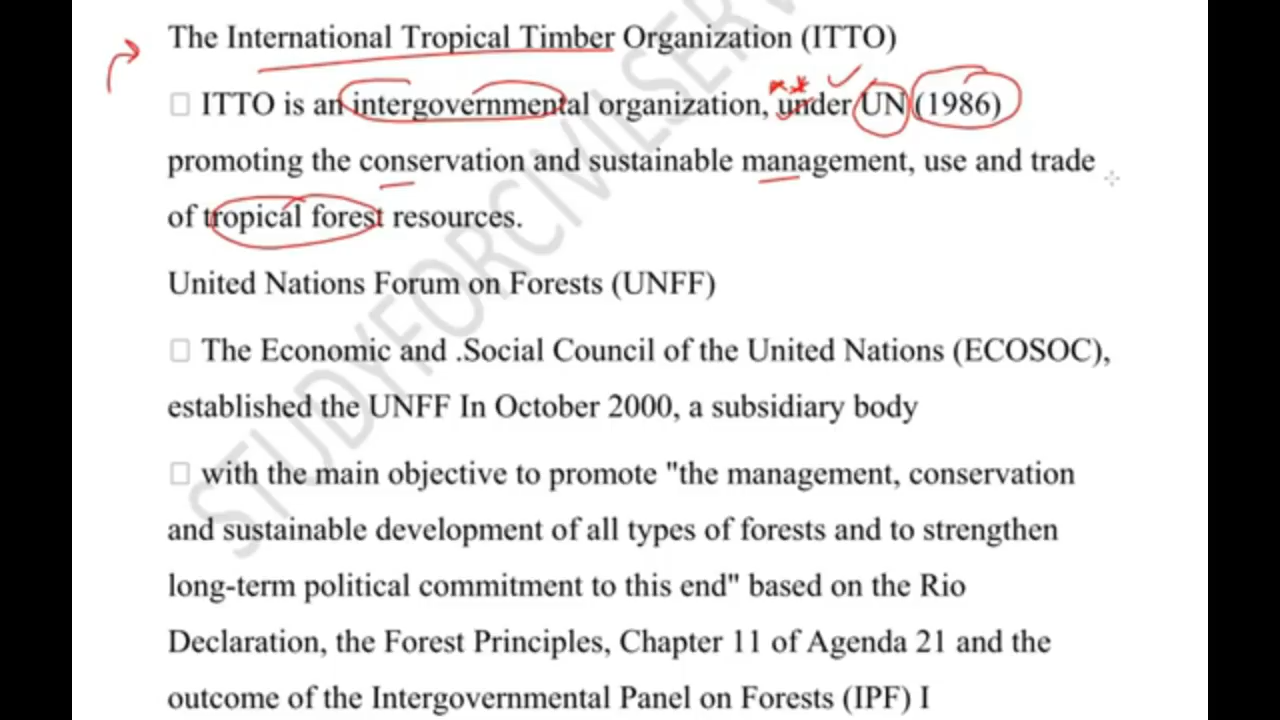 The International Tropical Timber Organization (ITTO)
ITTO is an intergovernmental organization, under UN (1986)
promoting the conservation and sustainable management, use and trade
of tropical forest resources.
United Nations Forum on Forests (UNFF)
The Economic and .Social Council of the United Nations (ECOSOC),
established the UNFF In October 2000, a subsidiary body
with the main objective to promote "the management, conservation
and sustainable development of all types of forests and to strengthen
long-term political commitment to this end" based on the Rio
Declaration, the Forest Principles, Chapter 11 of Agenda 21 and the
outcome of the Intergovernmental Panel on Forests (IPF) I
STUDYFORCIVILSERV